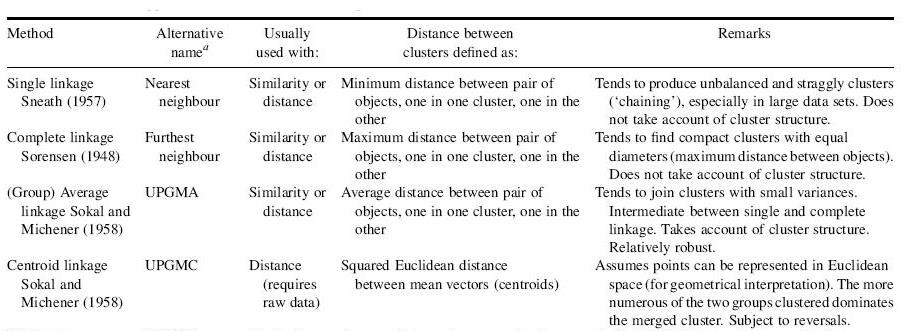 Method Alternative name^a Usually used with: Distance between clusters defined as: Remarks
Single linkage Nearest Similarity or Minimum distance between pair of Tends to produce unbalanced and straggly clusters
Sneath (1957) neighbour distance objects, one in one cluster, one in the (‘chaining’), especially in large data sets. Does
other not take account of cluster structure.
Complete linkage Furthest Similarity or Maximum distance between pair of Tends to find compact clusters with equal
Sorensen (1948) neighbour distance objects, one in one cluster, one in the diameters (maximum distance between objects).
other Does not take account of cluster structure.
(Group) Average UPGMA Similarity or Average distance between pair of Tends to join clusters with small variances.
linkage Sokal and distance objects, one in one cluster, one in the Intermediate between single and complete
Michener (1958) other linkage. Takes account of cluster structure.
Relatively robust.
Centroid linkage UPGMC Distance Squared Euclidean distance Assumes points can be represented in Euclidean
Sokal and (requires between mean vectors (centroids) space (for geometrical interpretation). The more
Michener (1958) raw data) numerous of the two groups clustered dominates
the merged cluster. Subject to reversals.